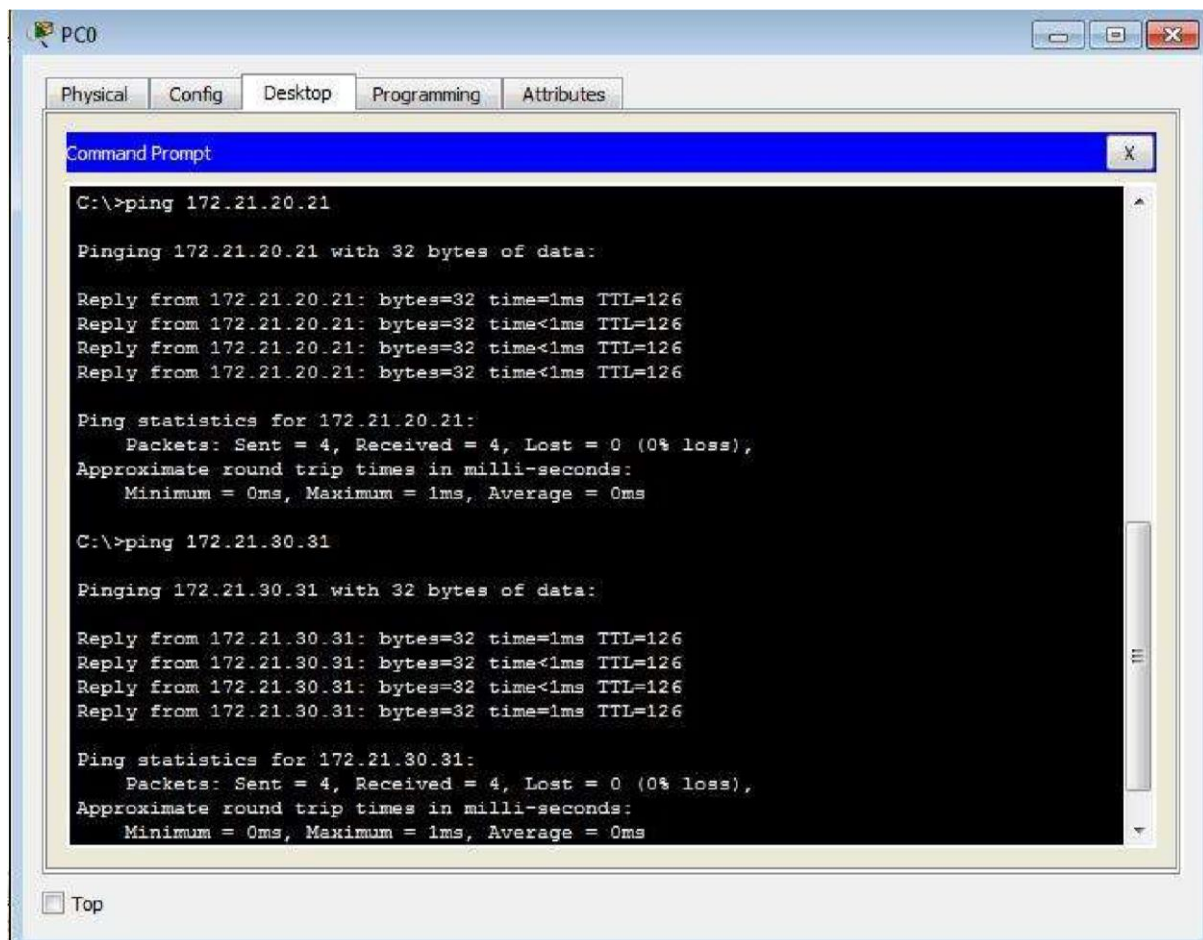 PC0
Physical Config Desktop Programming Attributes
Command Prompt X
C:\>ping 172.21.20.21
Pinging 172.21.20.21 with 32 bytes of data:
Reply from 172.21.20.21: bytes=32 time=1ms TTL=126
Reply from 172.21.20.21: bytes=32 time<1ms TTL=126
Reply from 172.21.20.21: bytes=32 time<1ms TTL=126
Reply from 172.21.20.21: bytes=32 time<1ms TTL=126
Ping statistics for 172.21.20.21:
Packets: Sent = 4, Received = 4, Lost = 0 (0% loss),
Approximate round trip times in milli-seconds:
Minimum = 0ms, Maximum = 1ms, Average = 0ms
C:\>ping 172.21.30.31
Pinging 172.21.30.31 with 32 bytes of data:
Reply from 172.21.30.31: bytes=32 time=1ms TTL=126
Reply from 172.21.30.31: bytes=32 time<1ms TTL=126
Reply from 172.21.30.31: bytes=32 time<1ms TTL=126
Reply from 172.21.30.31: bytes=32 time=1ms TTL=126
Ping statistics for 172.21.30.31:
Packets: Sent = 4, Received = 4, Lost = 0 (0% loss),
Approximate round trip times in milli-seconds:
Minimum = 0ms, Maximum = 1ms, Average = 0ms
Top